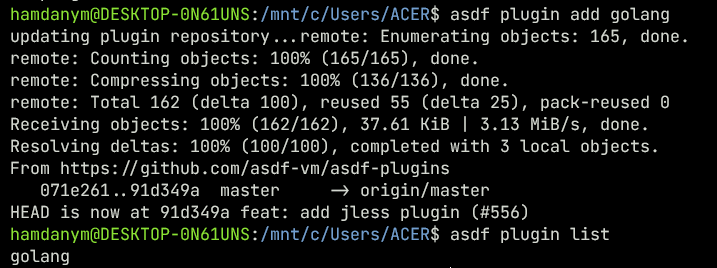 hamdanym@DESKTOP-0N61UNS:/mnt/c/Users/ACER$ asdf plugin add golang
updating plugin repository...remote: Enumerating objects: 165, done.
remote: Counting objects: 100% (165/165), done.
remote: Compressing objects: 100% (136/136), done.
remote: Total 162 (delta 100), reused 55 (delta 25), pack-reused 0
Receiving objects: 100% (162/162), 37.61 KiB | 3.13 MiB/s, done.
Resolving deltas: 100% (100/100), completed with 3 local objects.
From https://github.com/asdf-vm/asdf-plugins
   071e261..91d349a  master     -> origin/master
HEAD is now at 91d349a feat: add jless plugin (#556)
hamdanym@DESKTOP-0N61UNS:/mnt/c/Users/ACER$ asdf plugin list
golang